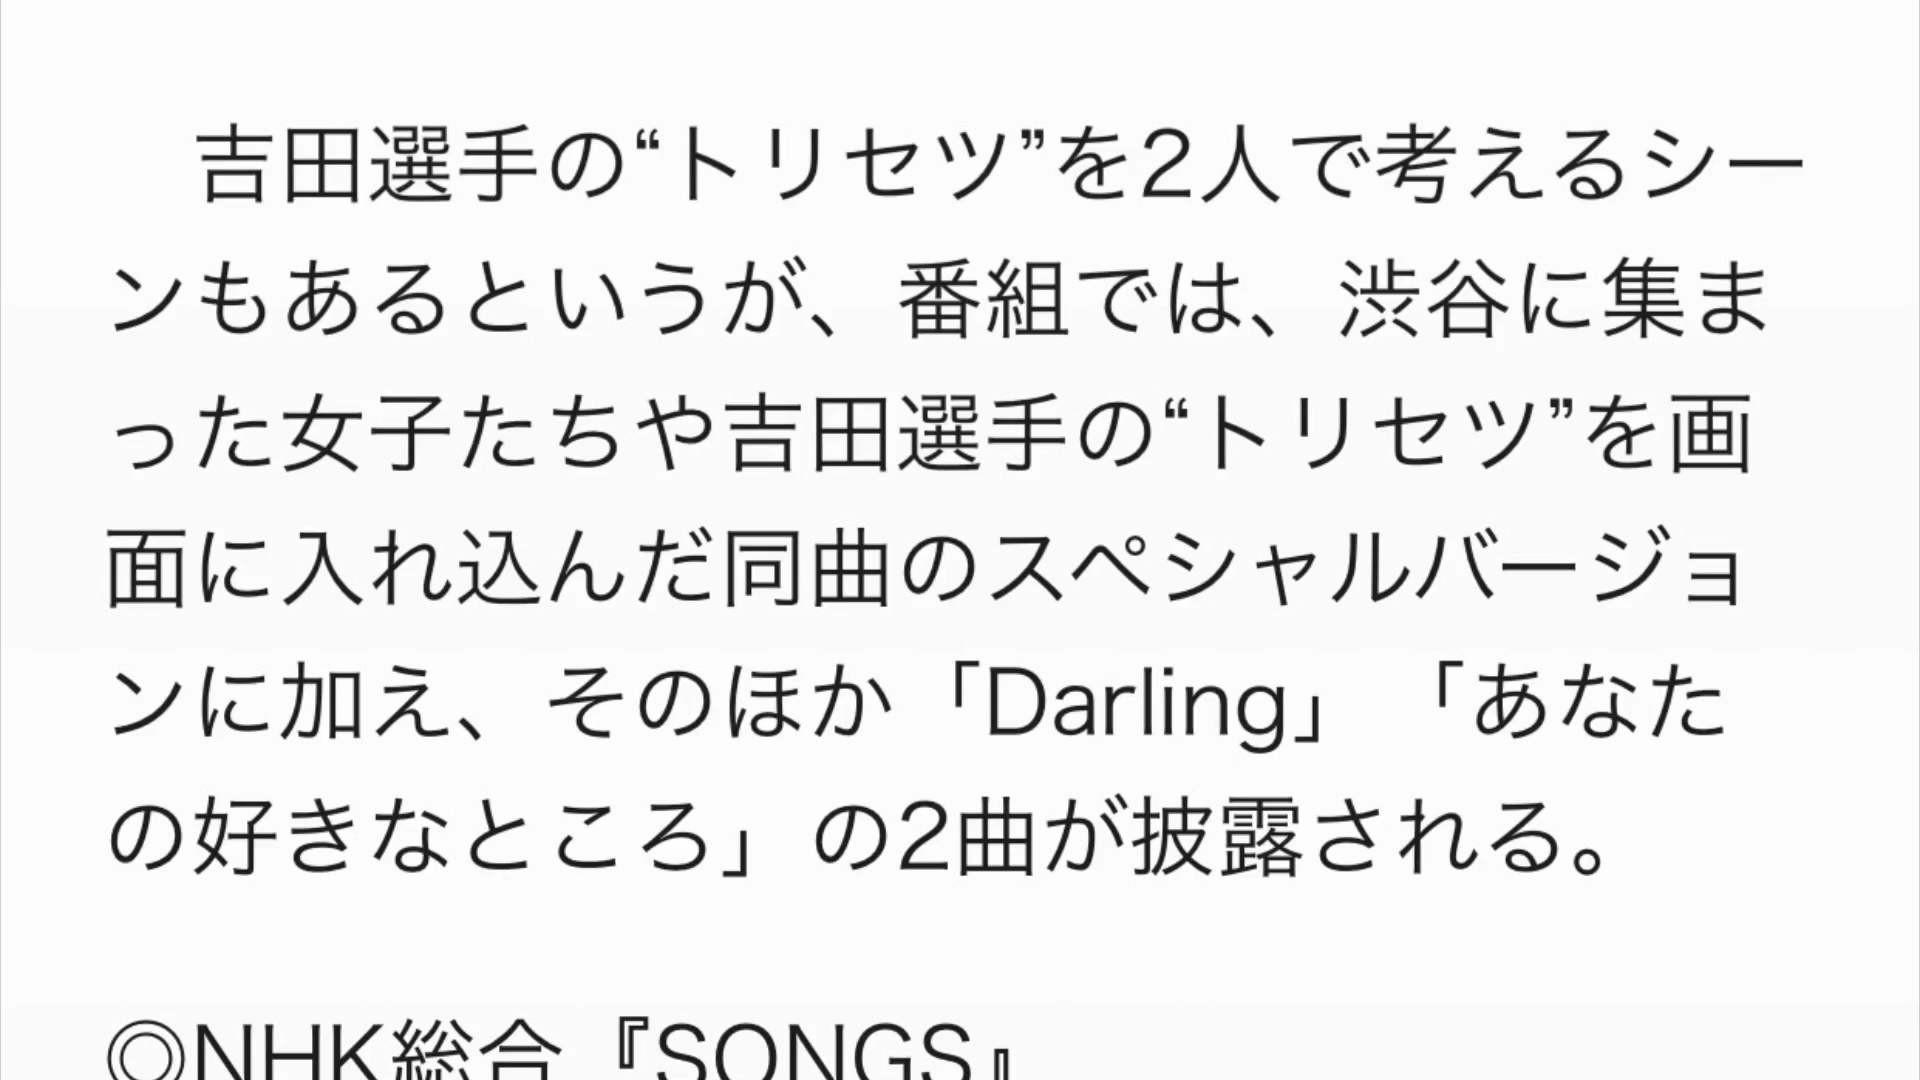 吉田選手の“トリセツ”を2人で考えるシー
ンもあるというが、番組では、渋谷に集ま
った女子たちや吉田選手の“トリセツ”を画
面に入れ込んだ同曲のスペシャルバージョ
ンに加え、そのほか「Darling」「あなた
の好きなところ」の2曲が披露される。
◎NHK総合『SONGS』